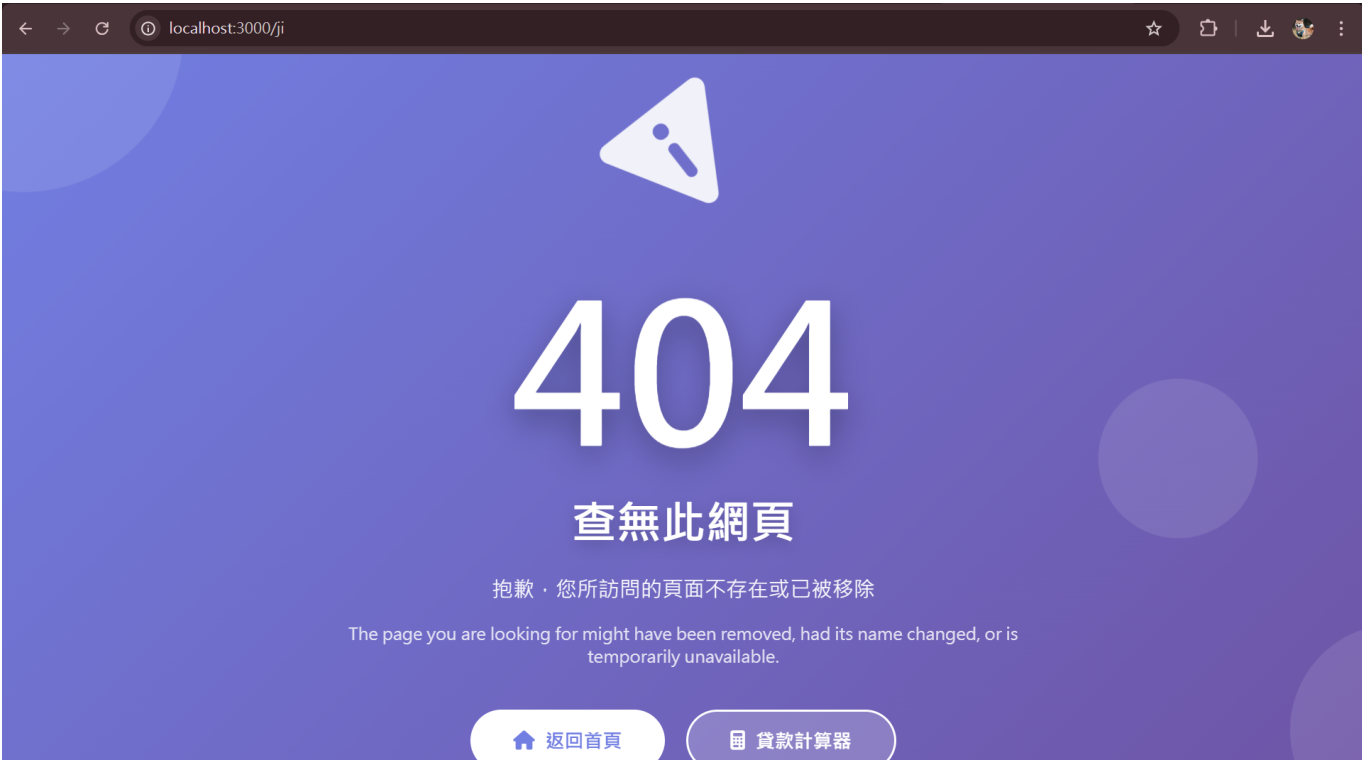 localhost:3000/ji
404
查無此網頁
抱歉，您所訪問的頁面不存在或已被移除
The page you are looking for might have been removed, had its name changed, or is
temporarily unavailable.
返回首頁
貸款計算器